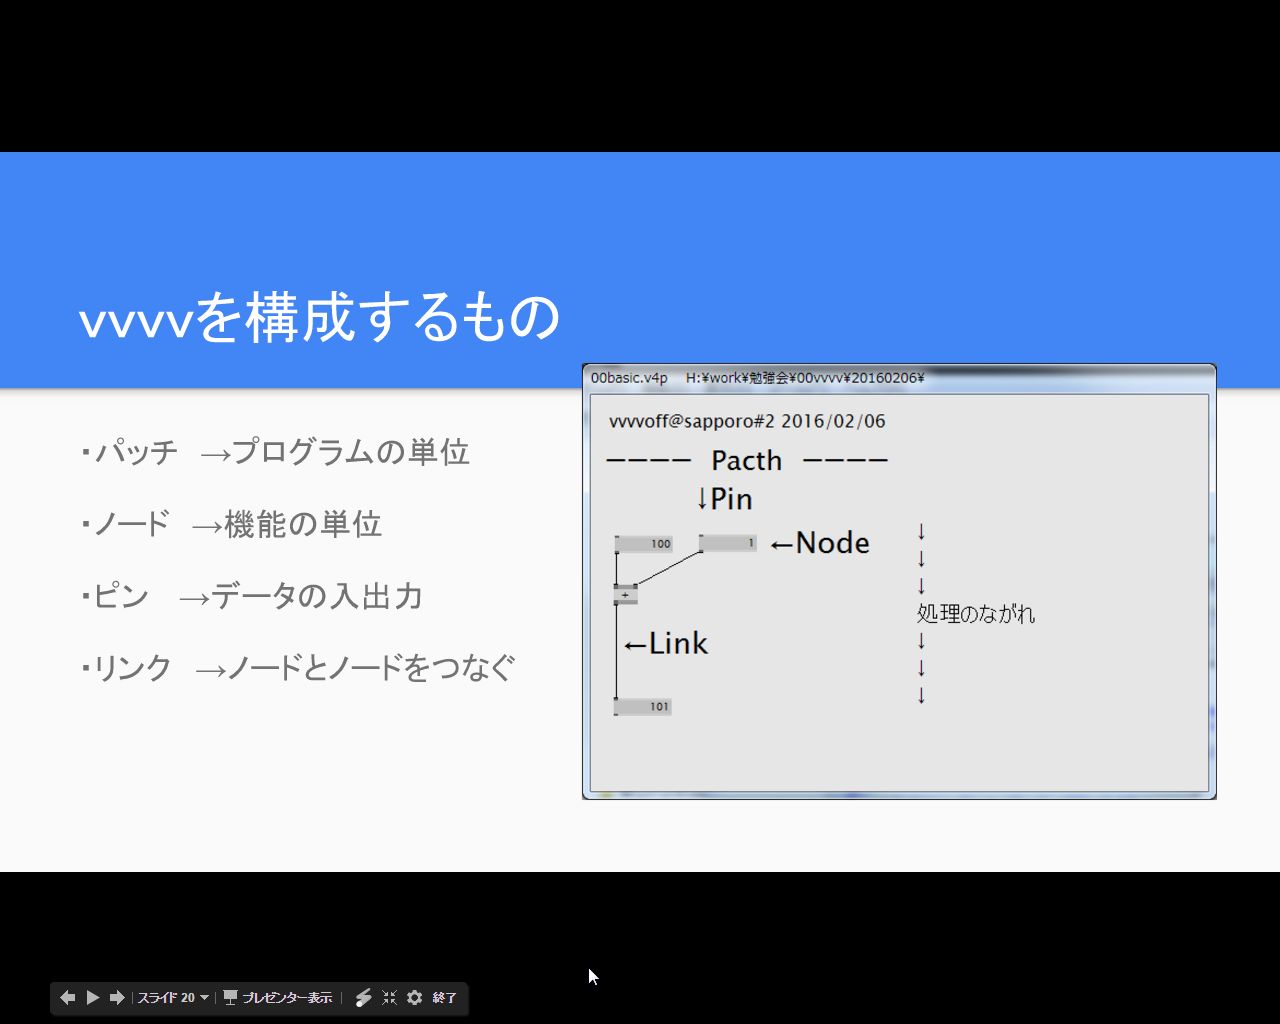 vvvvを構成するもの
・パッチ　→プログラムの単位
・ノード　→機能の単位
・ピン　→データの入出力
・リンク　→ノードとノードをつなぐ
00basic.v4p　H:¥work¥勉強会¥00vvvv¥20160206¥
vvvvoff@sapporo#2 2016/02/06
———— Pacth ————
↓Pin
100
1
←Node
+
←Link
101
↓
↓
↓
処理のながれ
↓
↓
↓
スライド 20
プレゼンター表示
終了